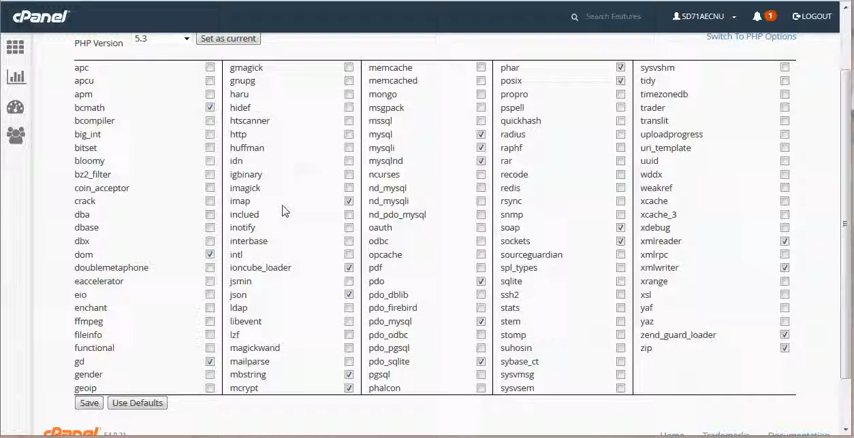 cPanel
Search Features
SD71AECNU
1
LOGOUT
PHP Version
5.3
Set as current
Switch To PHP Options
apc
apcu
apm
bcmath
bcompiler
big_int
bitset
bloomy
bz2_filter
coin_acceptor
crack
dba
dbase
dbx
dom
doublemetaphone
eaccelerator
eio
enchant
ffmpeg
fileinfo
functional
gd
gender
geoip
gmagick
gnupg
haru
hidef
htscanner
http
huffman
idn
igbinary
imagick
imap
inclued
inotify
interbase
intl
ioncube_loader
jsmin
json
ldap
libevent
lzf
magickwand
mailparse
mbstring
mcrypt
memcache
memcached
mongo
msgpack
mssql
mysql
mysqli
mysqlnd
ncurses
nd_mysql
nd_mysqli
nd_pdo_mysql
oauth
odbc
opcache
pdf
pdo
pdo_dblib
pdo_firebird
pdo_mysql
pdo_odbc
pdo_pgsql
pdo_sqlite
pgsql
phalcon
phar
posix
propro
pspell
quickhash
radius
raphf
rar
recode
redis
rsync
snmp
soap
sockets
sourceguardian
spl_types
sqlite
ssh2
stats
stem
stomp
suhosin
sybase_ct
sysvmsg
sysvsem
sysvshm
tidy
timezonedb
trader
translit
uploadprogress
uri_template
uuid
wddx
weakref
xcache
xcache_3
xdebug
xmlreader
xmlrpc
xmlwriter
xrange
xsl
yaf
yaz
zend_guard_loader
zip
Save
Use Defaults
cPanel
Home
Trademarks
Documentation